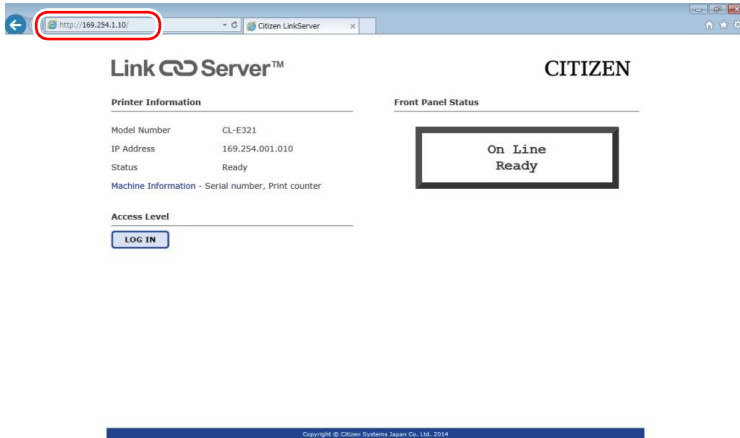 http://169.254.1.10/
Citizen LinkServer
Link Server™
CITIZEN
Printer Information
Front Panel Status
Model Number CL-E321
IP Address 169.254.001.010
Status Ready
Machine Information - Serial number, Print counter
On Line
Ready
Access Level
LOG IN
Copyright © Citizen Systems Japan Co. Ltd. 2014